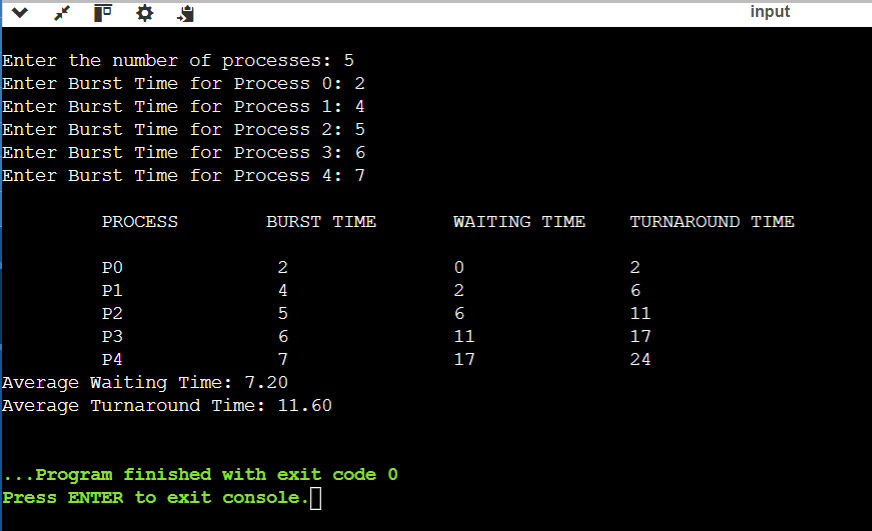 input
Enter the number of processes: 5
Enter Burst Time for Process 0: 2
Enter Burst Time for Process 1: 4
Enter Burst Time for Process 2: 5
Enter Burst Time for Process 3: 6
Enter Burst Time for Process 4: 7
PROCESS BURST TIME WAITING TIME TURNAROUND TIME
P0 2 0 2
P1 4 2 6
P2 5 6 11
P3 6 11 17
P4 7 17 24
Average Waiting Time: 7.20
Average Turnaround Time: 11.60
...Program finished with exit code 0
Press ENTER to exit console.